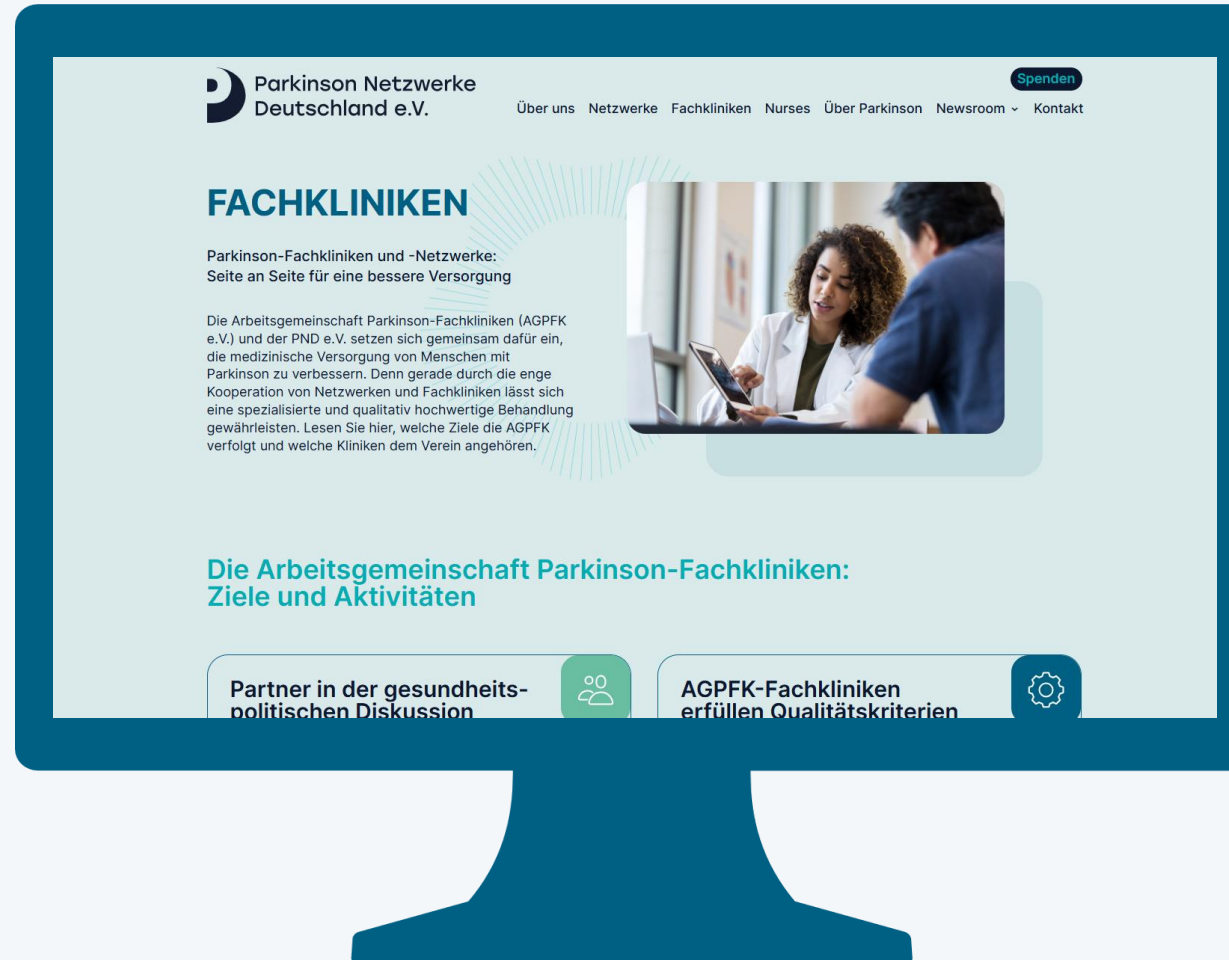 Parkinson Netzwerke
Deutschland e.V.
Spenden
Über uns Netzwerke Fachkliniken Nurses Über Parkinson Newsroom Kontakt
FACHKLINIKEN
Parkinson-Fachkliniken und -Netzwerke:
Seite an Seite für eine bessere Versorgung
Die Arbeitsgemeinschaft Parkinson-Fachkliniken (AGPFK
e.V.) und der PND e.V. setzen sich gemeinsam dafür ein,
die medizinische Versorgung von Menschen mit
Parkinson zu verbessern. Denn gerade durch die enge
Kooperation von Netzwerken und Fachkliniken lässt sich
eine spezialisierte und qualitativ hochwertige Behandlung
gewährleisten. Lesen Sie hier, welche Ziele die AGPFK
verfolgt und welche Kliniken dem Verein angehören.
Die Arbeitsgemeinschaft Parkinson-Fachkliniken:
Ziele und Aktivitäten
Partner in der gesundheits-
politischen Diskussion
AGPFK-Fachkliniken
erfüllen Qualitätskriterien